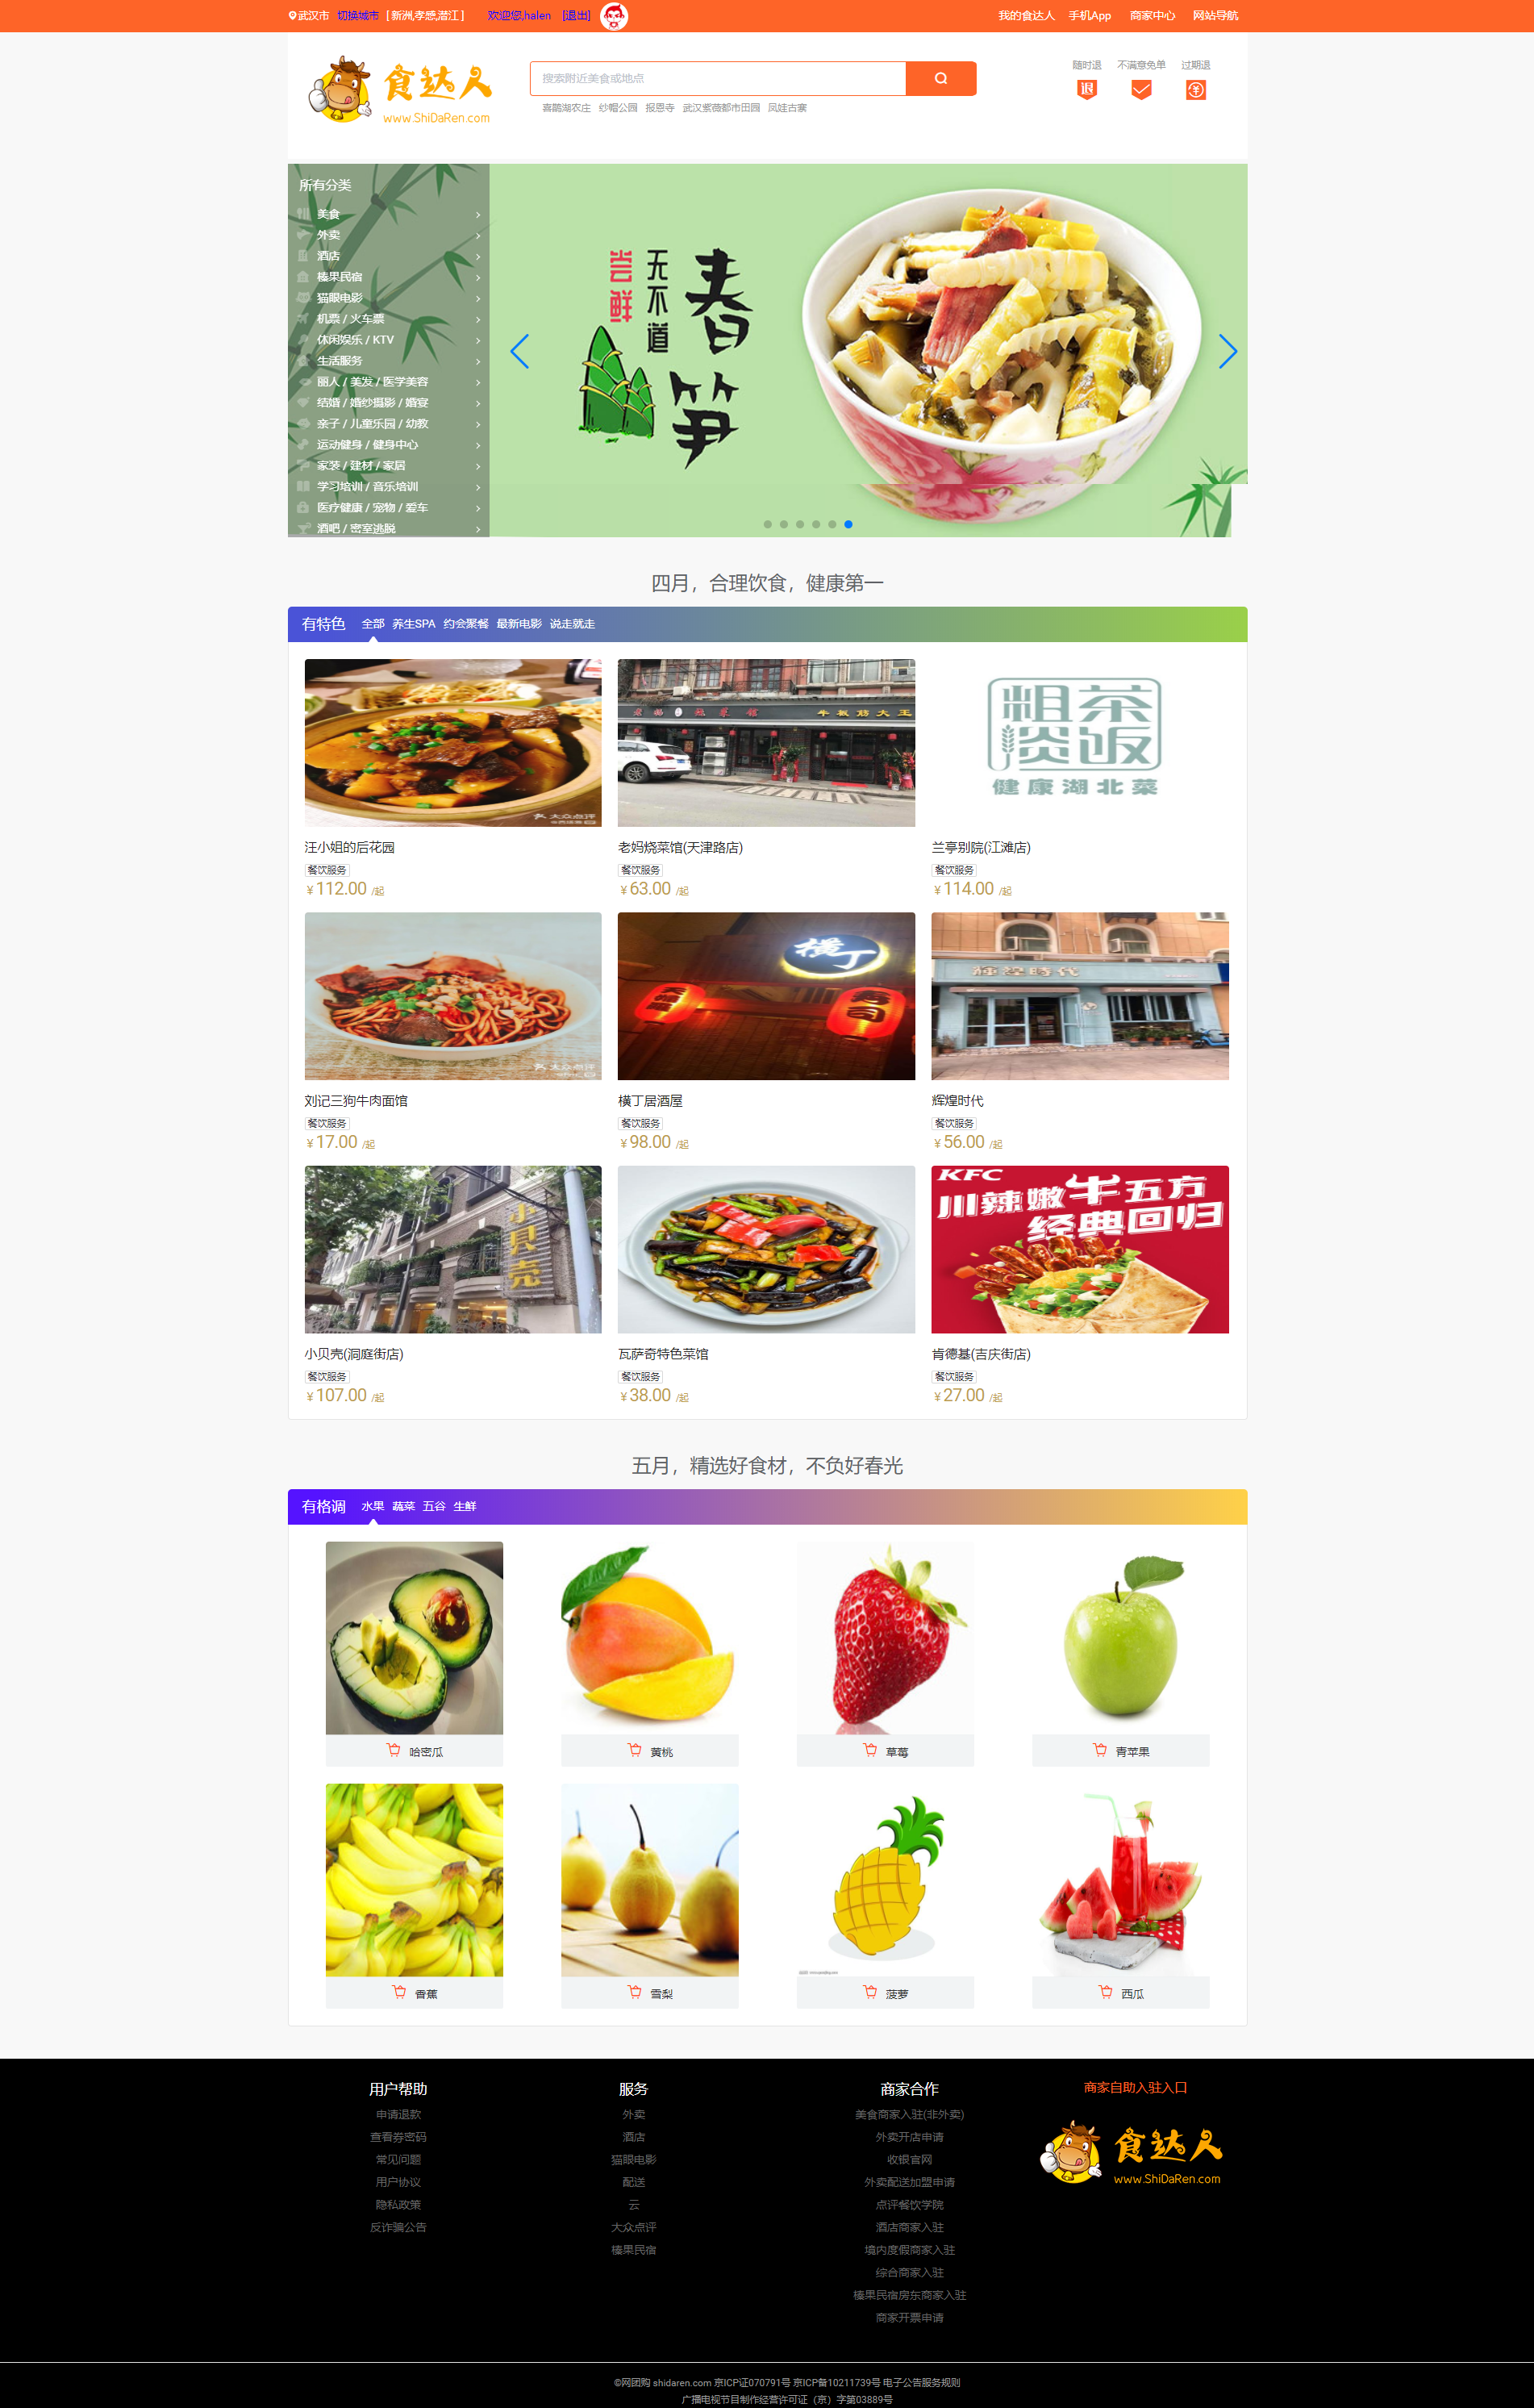 武汉市 切换城市 [ 新洲,孝感,潜江 ] 欢迎您,halen [退出] 我的食达人 手机App 商家中心 网站导航
食达人
www.ShiDaRen.com
搜索附近美食或地点
喜鹊湖农庄 纱帽公园 报恩寺 武汉紫薇都市田园 凤娃古寨
随时退 不满意免单 过期退
退
所有分类
美食
外卖
酒店
榛果民宿
猫眼电影
机票 / 火车票
休闲娱乐 / KTV
生活服务
丽人 / 美发 / 医学美容
结婚 / 婚纱摄影 / 婚宴
亲子 / 儿童乐园 / 幼教
运动健身 / 健身中心
家装 / 建材 / 家居
学习培训 / 音乐培训
医疗健康 / 宠物 / 爱车
酒吧 / 密室逃脱
春笋
无不道
尝鲜
四月，合理饮食，健康第一
有特色 全部 养生SPA 约会聚餐 最新电影 说走就走
大众点评
牛板筋大王
粗茶
淡返
健康湖北菜
汪小姐的后花园 老妈烧菜馆(天津路店) 兰亭别院(江滩店)
餐饮服务 餐饮服务 餐饮服务
￥112.00 /起 ￥63.00 /起 ￥114.00 /起
大众点评
横丁
寿司
輝煌時代
刘记三狗牛肉面馆 横丁居酒屋 辉煌时代
餐饮服务 餐饮服务 餐饮服务
￥17.00 /起 ￥98.00 /起 ￥56.00 /起
小贝壳
KFC
川辣嫩牛五方
经典回归
小贝壳(洞庭街店) 瓦萨奇特色菜馆 肯德基(吉庆街店)
餐饮服务 餐饮服务 餐饮服务
￥107.00 /起 ￥38.00 /起 ￥27.00 /起
五月，精选好食材，不负好春光
有格调 水果 蔬菜 五谷 生鲜
哈密瓜 黄桃 草莓 青苹果
香蕉 雪梨 菠萝 西瓜
用户帮助
申请退款
查看券密码
常见问题
用户协议
隐私政策
反诈骗公告
服务
外卖
酒店
猫眼电影
配送
云
大众点评
榛果民宿
商家合作
美食商家入驻(非外卖)
外卖开店申请
收银官网
外卖配送加盟申请
点评餐饮学院
酒店商家入驻
境内度假商家入驻
综合商家入驻
榛果民宿房东商家入驻
商家开票申请
商家自助入驻入口
食达人
www.ShiDaRen.com
©网团购 shidaren.com 京ICP证070791号 京ICP备10211739号 电子公告服务规则
广播电视节目制作经营许可证（京）字第03889号